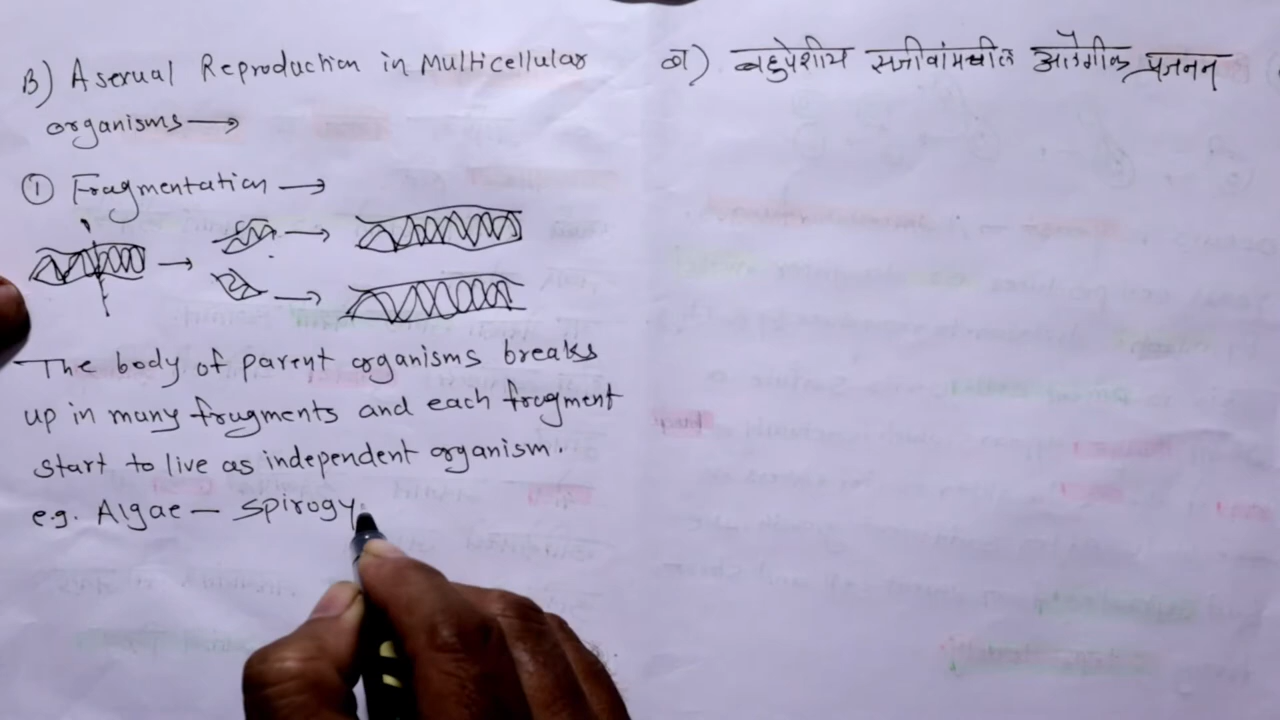 B) Asexual Reproduction in Multicellular
organisms →
① Fragmentation →
The body of parent organisms breaks
up in many fragments and each fragment
start to live as independent organism.
e.g. Algae — Spirogy
ब) बहुपेशीय सजीवांमधील अलैंगीक प्रजनन